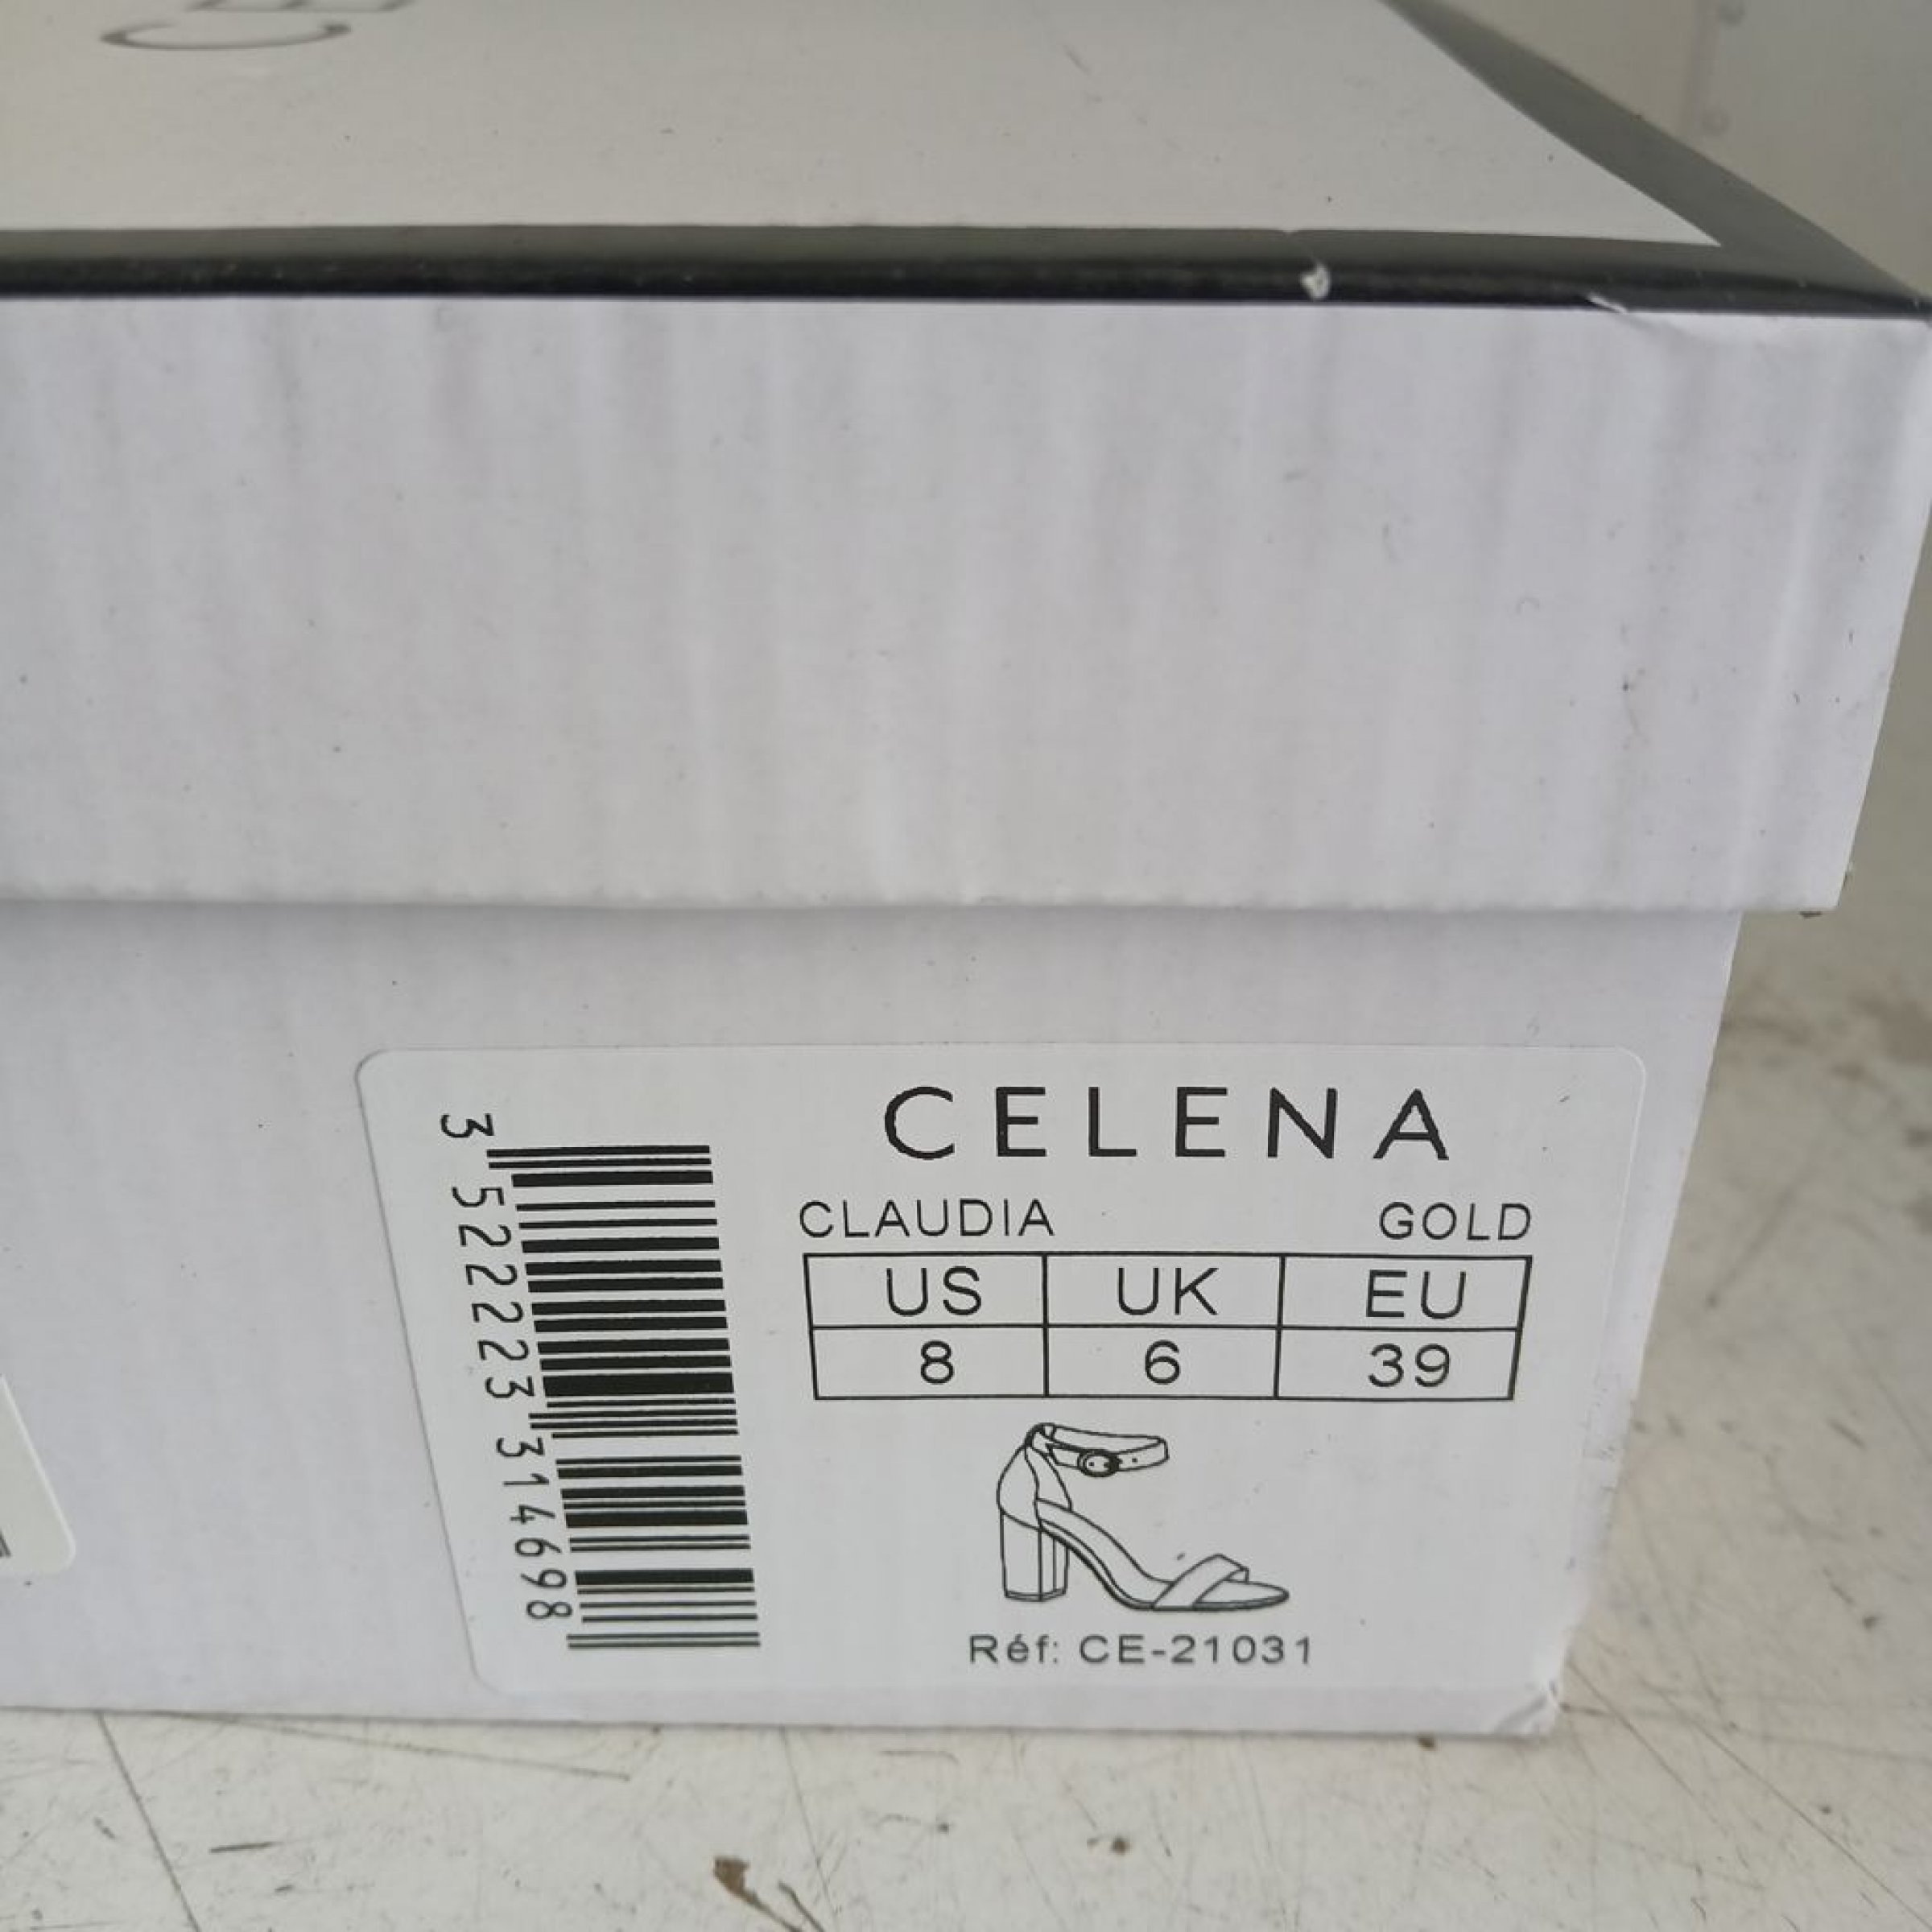 CELENA
CLAUDIA GOLD
US UK EU
8 6 39
Réf: CE-21031
3 522223 314698